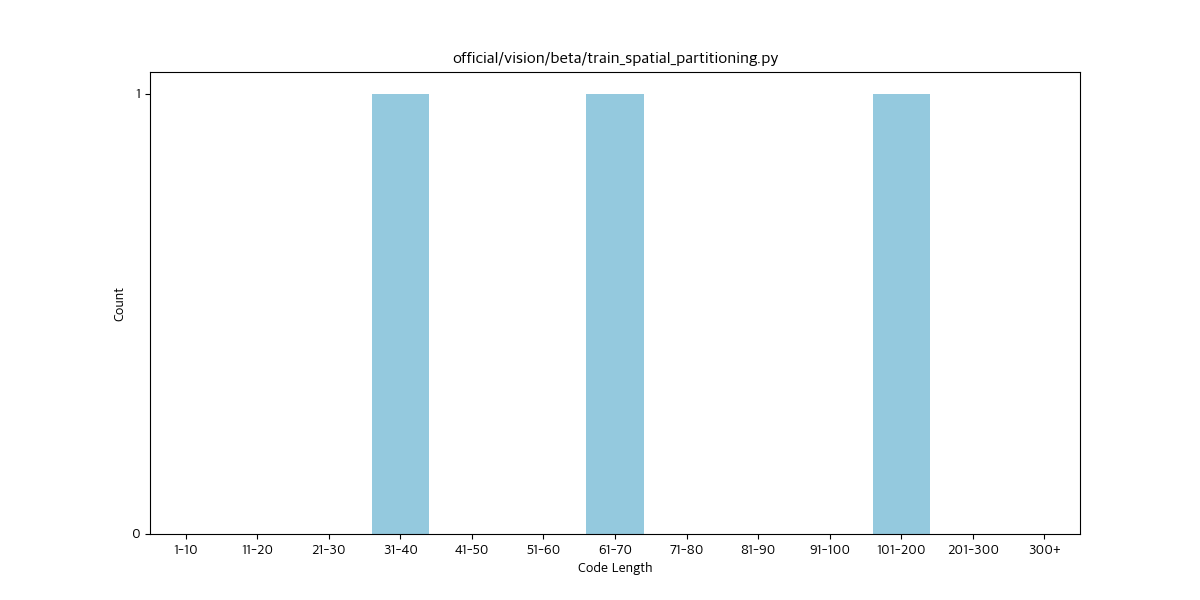 official/vision/beta/train_spatial_partitioning.py
1
Count
0
1-10 11-20 21-30 31-40 41-50 51-60 61-70 71-80 81-90 91-100 101-200 201-300 300+
Code Length